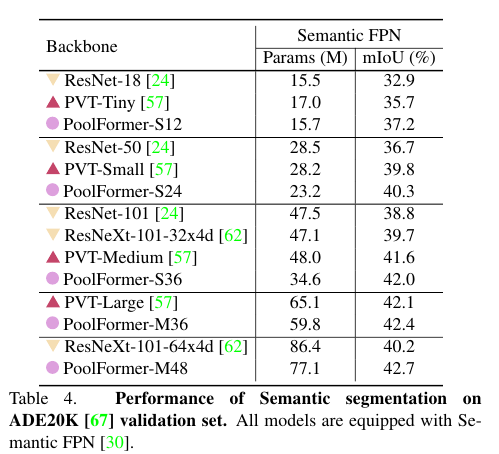 Backbone Semantic FPN
Params (M) mIoU (%)
ResNet-18 [24] 15.5 32.9
PVT-Tiny [57] 17.0 35.7
PoolFormer-S12 15.7 37.2
ResNet-50 [24] 28.5 36.7
PVT-Small [57] 28.2 39.8
PoolFormer-S24 23.2 40.3
ResNet-101 [24] 47.5 38.8
ResNeXt-101-32x4d [62] 47.1 39.7
PVT-Medium [57] 48.0 41.6
PoolFormer-S36 34.6 42.0
PVT-Large [57] 65.1 42.1
PoolFormer-M36 59.8 42.4
ResNeXt-101-64x4d [62] 86.4 40.2
PoolFormer-M48 77.1 42.7
Table 4. Performance of Semantic segmentation on
ADE20K [67] validation set. All models are equipped with Se-
mantic FPN [30].